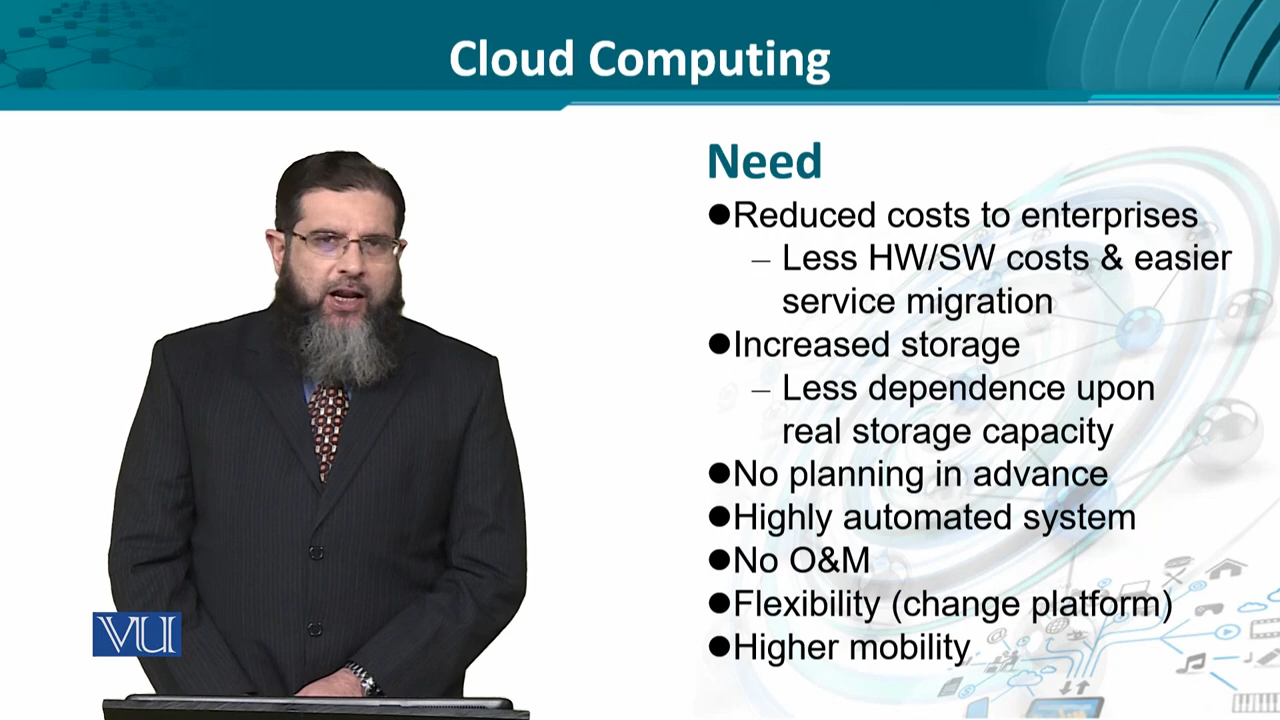 Cloud Computing
Need
●Reduced costs to enterprises
– Less HW/SW costs & easier
service migration
●Increased storage
– Less dependence upon
real storage capacity
●No planning in advance
●Highly automated system
●No O&M
●Flexibility (change platform)
●Higher mobility
VU